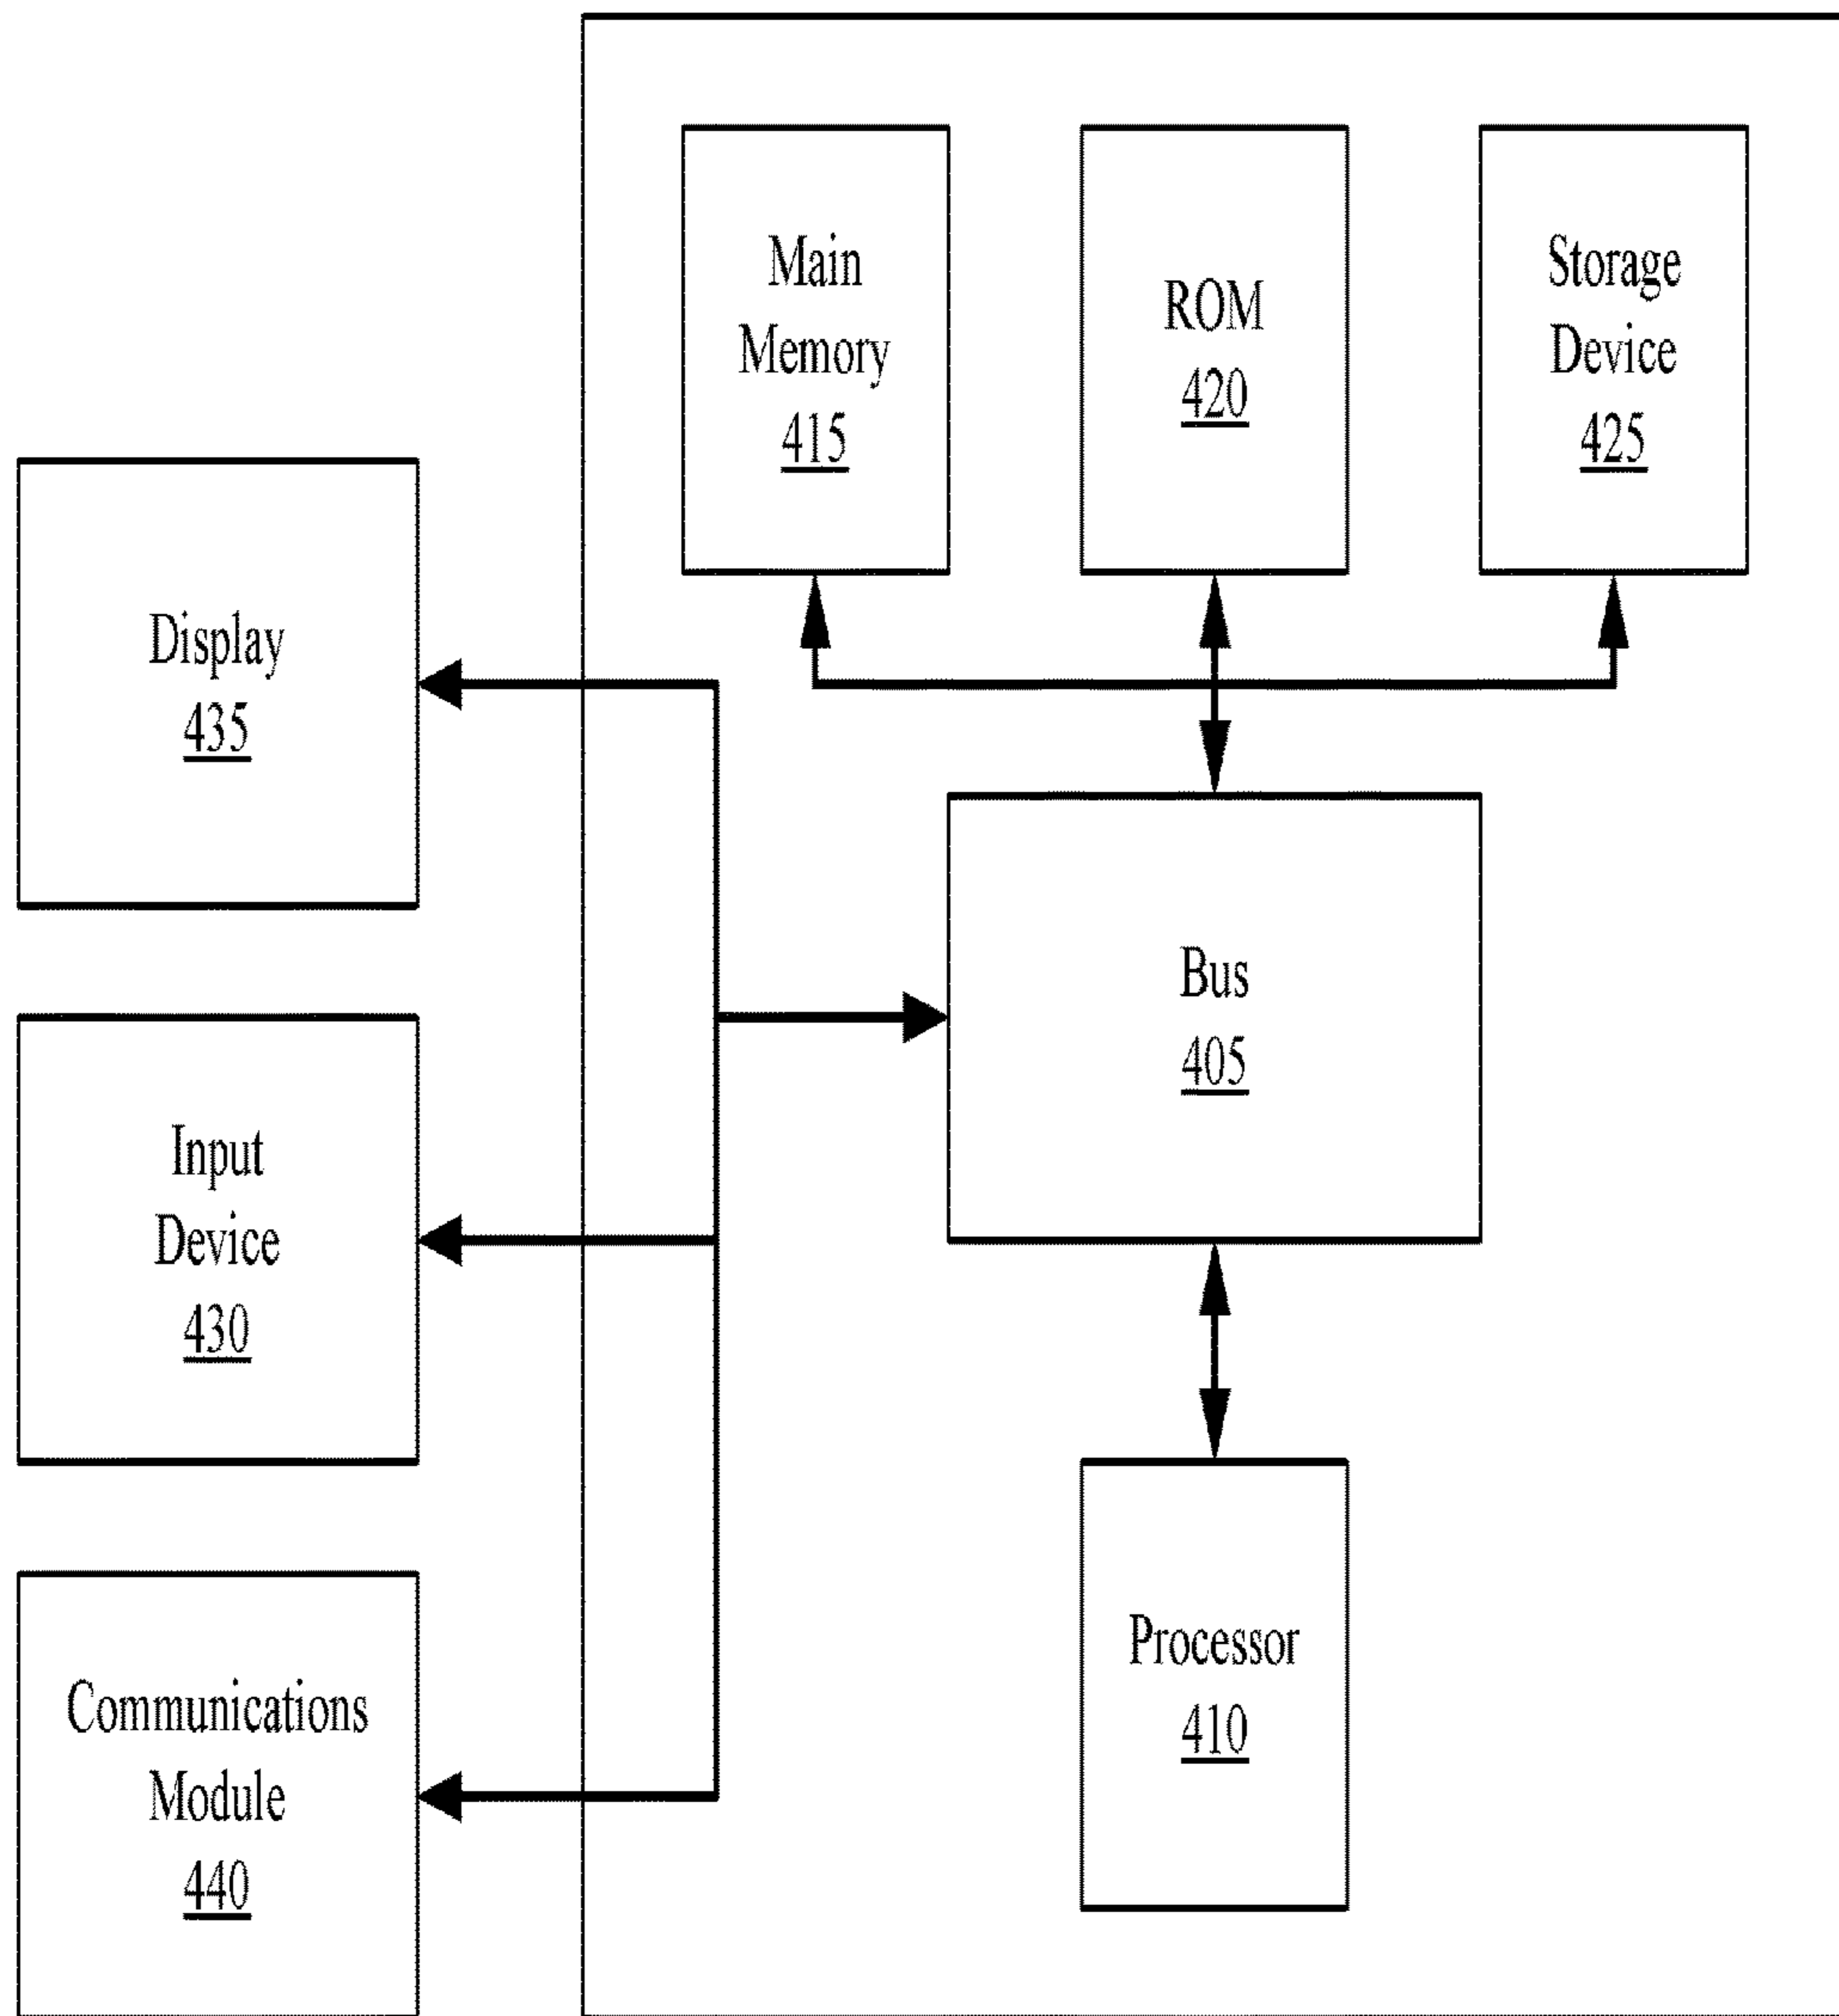 Main
Memory
415
ROM
420
Storage
Device
425
Display
435
Bus
405
Input
Device
430
Processor
410
Communications
Module
440